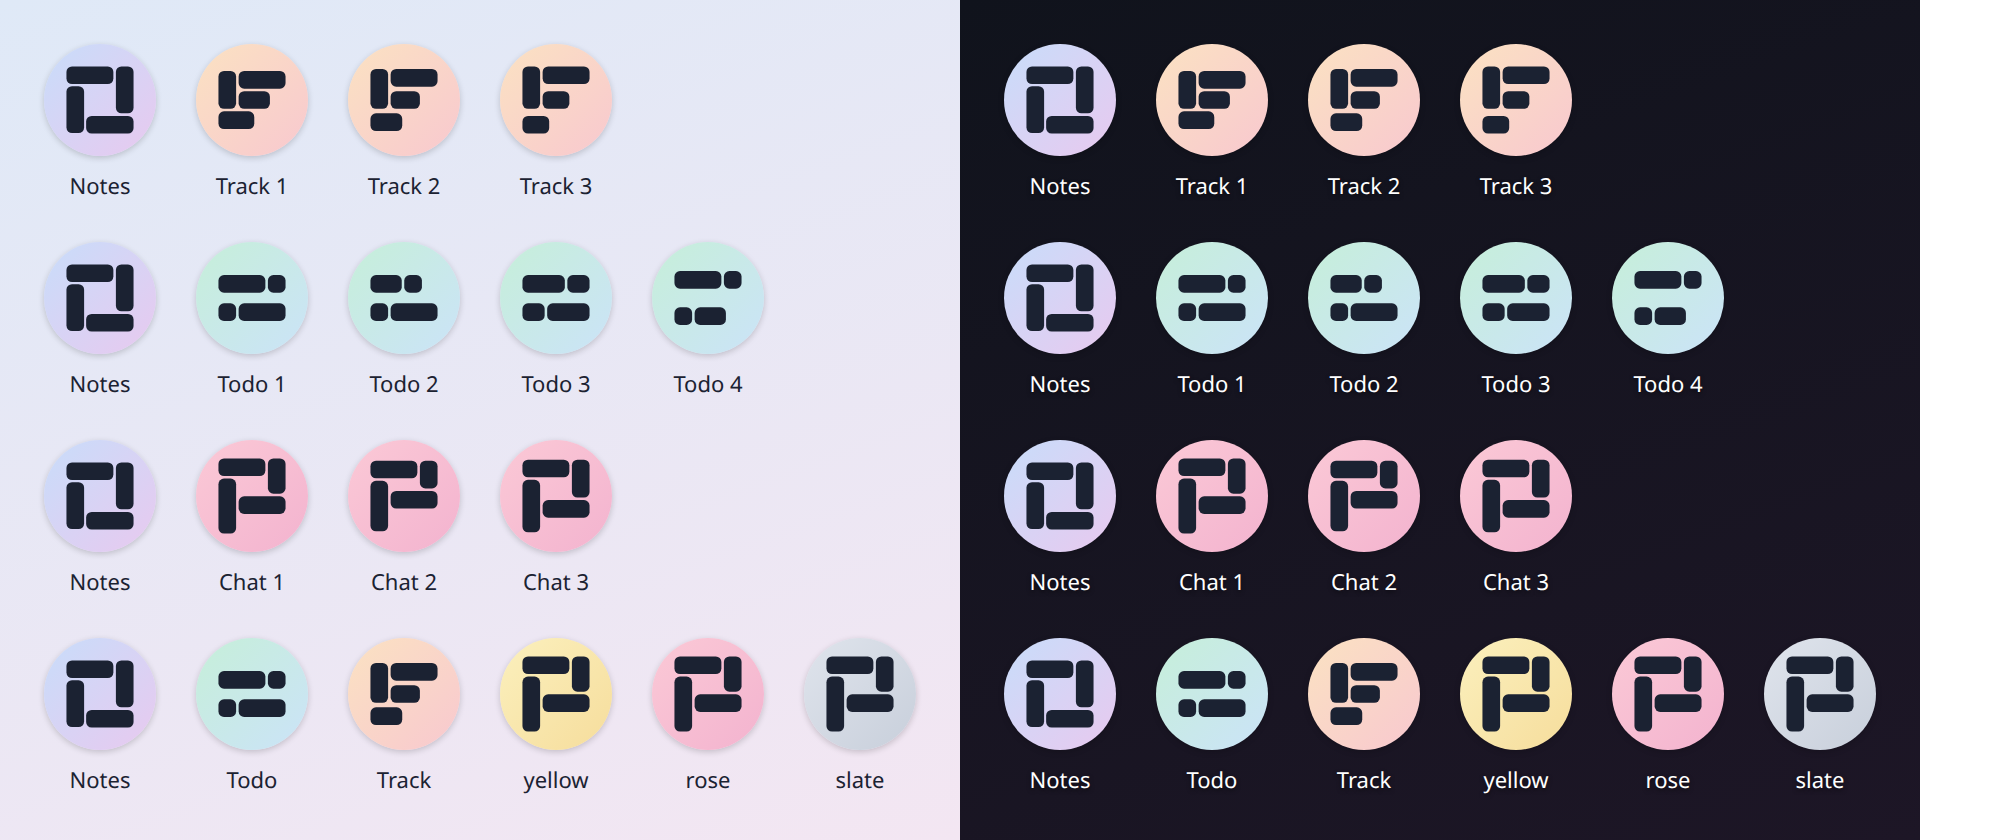 Notes Track 1 Track 2 Track 3
Notes Todo 1 Todo 2 Todo 3 Todo 4
Notes Chat 1 Chat 2 Chat 3
Notes Todo Track yellow rose slate
Notes Track 1 Track 2 Track 3
Notes Todo 1 Todo 2 Todo 3 Todo 4
Notes Chat 1 Chat 2 Chat 3
Notes Todo Track yellow rose slate